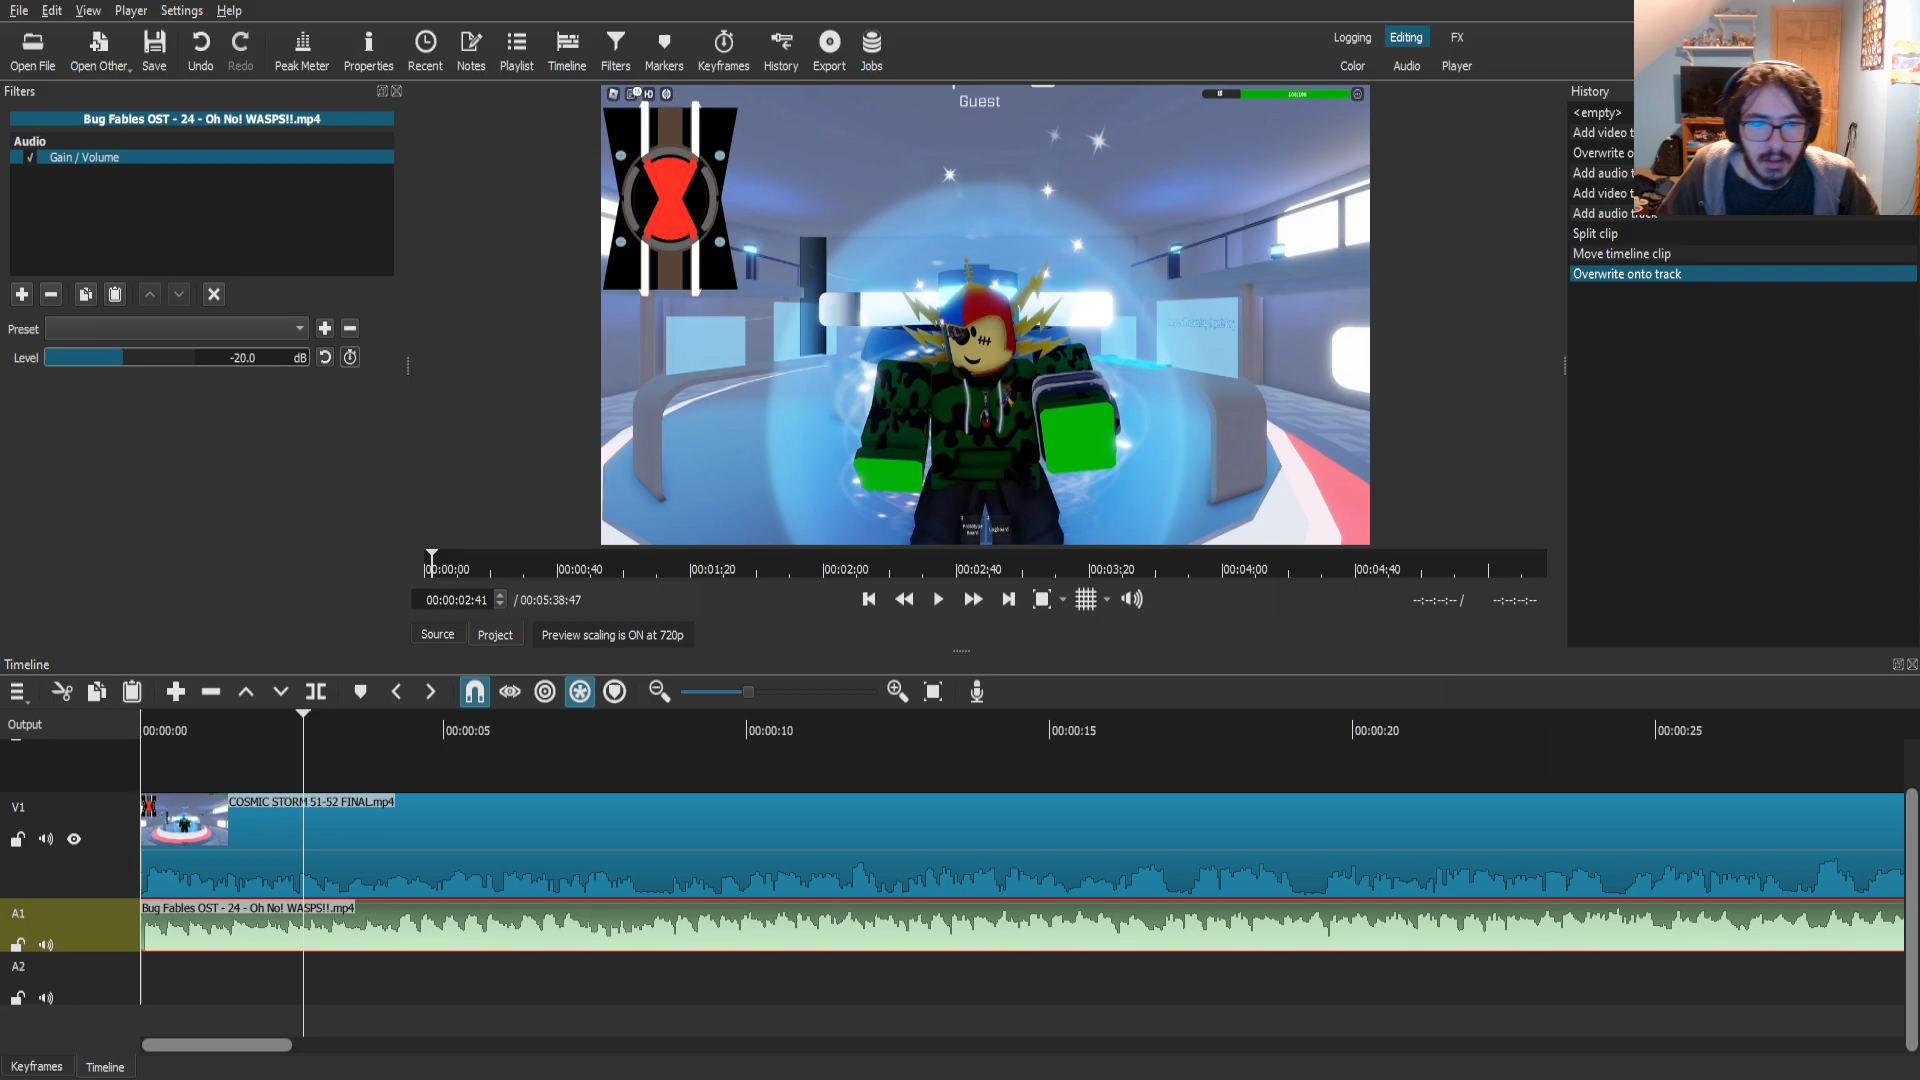 File Edit View Player Settings Help
Open File Open Other... Save Undo Redo Peak Meter Properties Recent Notes Playlist Timeline Filters Markers Keyframes History Export Jobs
Logging Editing FX
Color Audio Player
Filters
Bug Fables OST - 24 - Oh No! WASPS!!.mp4
Audio
✓ Gain / Volume
Preset
Level -20.0 dB
HD
Guest
100/100
Prototype Board
Legboard
History
<empty>
Add video t
Overwrite o
Add audio t
Add video t
Add audio track
Split clip
Move timeline clip
Overwrite onto track
00:00:00 00:00:40 00:01:20 00:02:00 00:02:40 00:03:20 00:04:00 00:04:40
00:00:02:41 / 00:05:38:47
--:--:--:-- / --:--:--:--
Source Project Preview scaling is ON at 720p
Timeline
Output
00:00:00 00:00:05 00:00:10 00:00:15 00:00:20 00:00:25
V1
COSMIC STORM 51-52 FINAL.mp4
A1
Bug Fables OST - 24 - Oh No! WASPS!!.mp4
A2
Keyframes Timeline